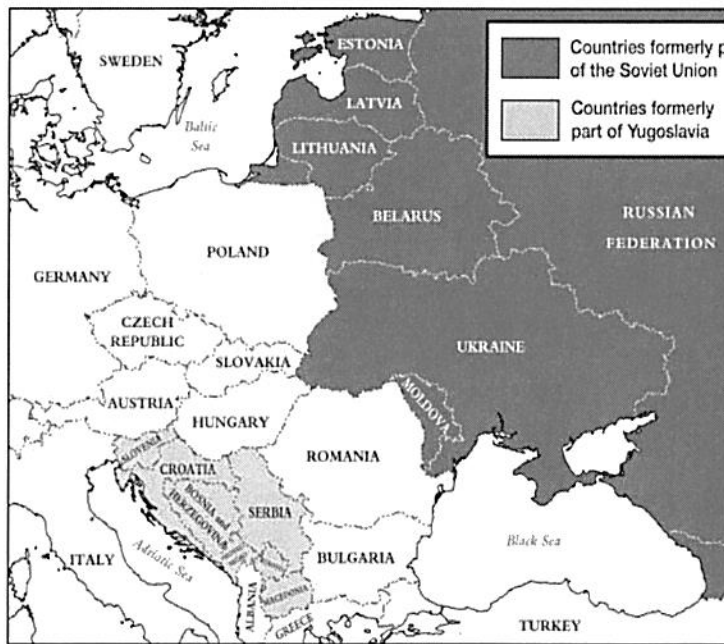 ESTONIA
SWEDEN
Countries formerly p
of the Soviet Union
LATVIA
Countries formerly
part of Yugoslavia
Baltic
Sea
LITHUANIA
BELARUS
RUSSIAN
FEDERATION
POLAND
GERMANY
CZECH
REPUBLIC
UKRAINE
SLOVAKIA
AUSTRIA
MOLDOVA
HUNGARY
SLOVENIA
CROATIA
ROMANIA
BOSNIA and
HERZEGOVINA
SERBIA
Black Sea
ITALY
Adriatic Sea
BULGARIA
ALBANIA
MACEDONIA
GREECE
TURKEY